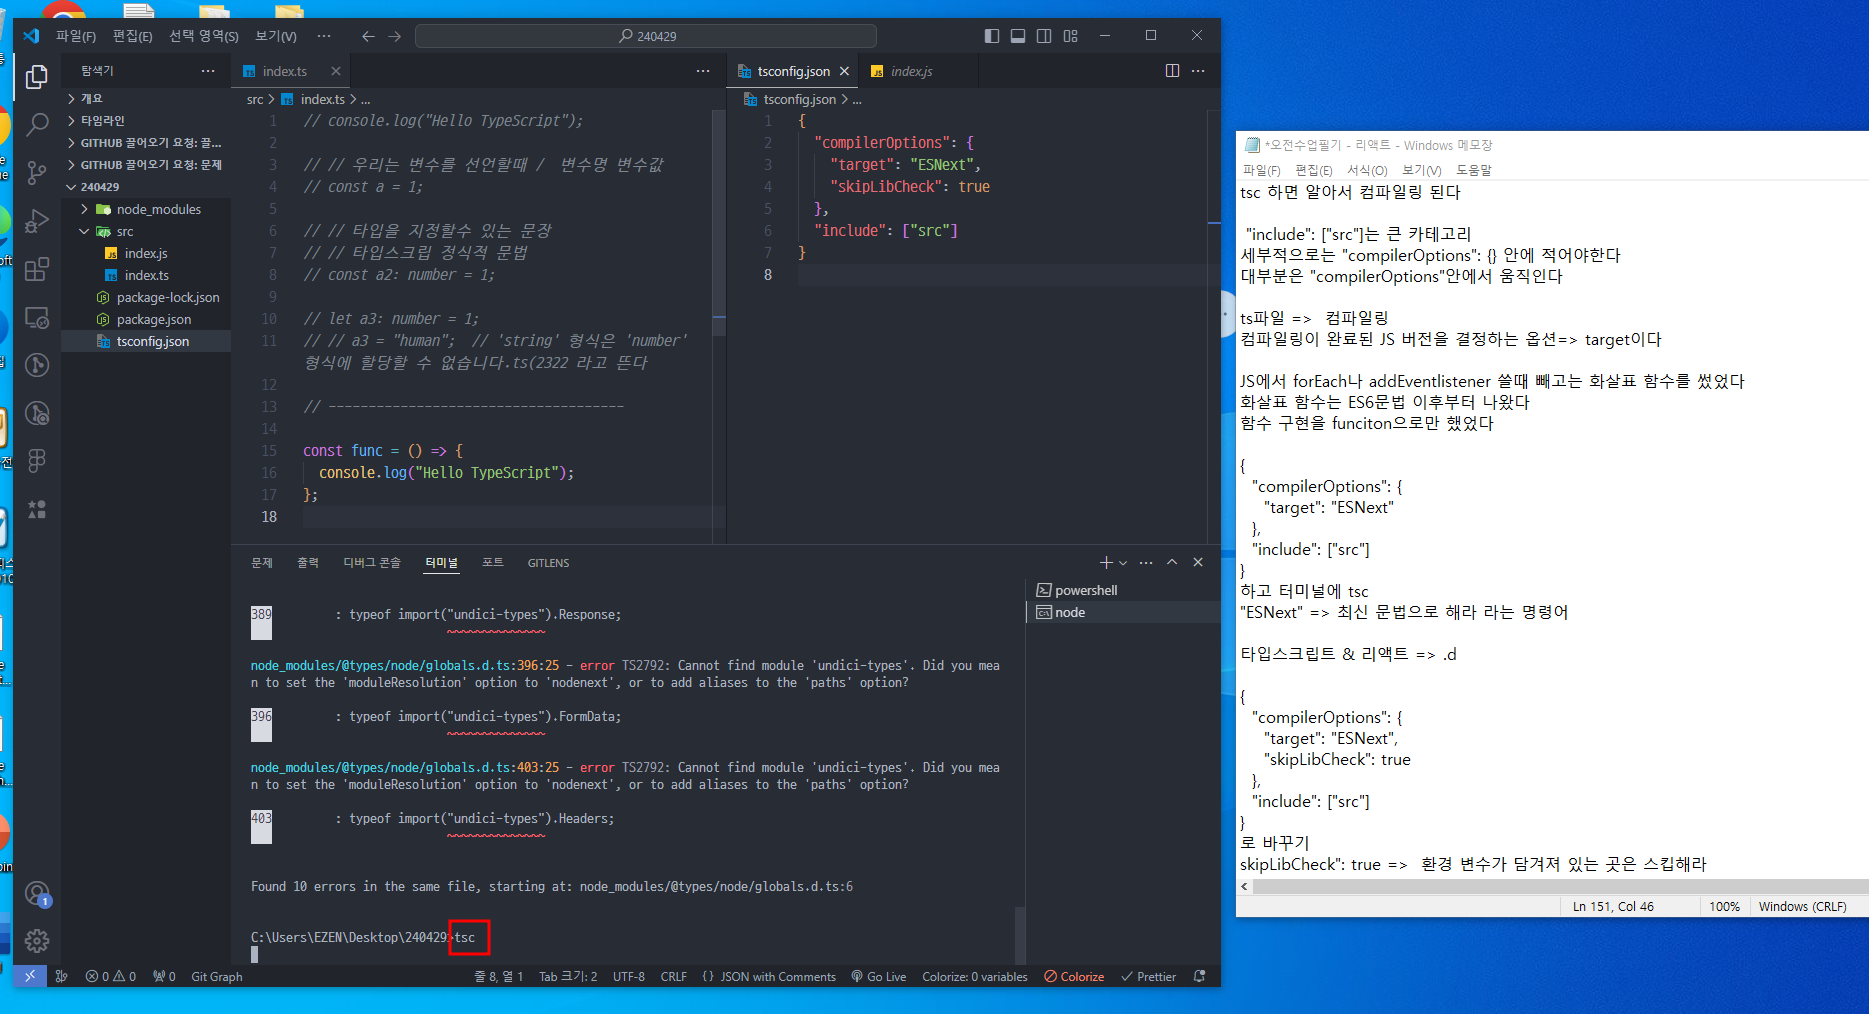 파일(F) 편집(E) 선택 영역(S) 보기(V) ··· 240429
탐색기 ···
개요
타임라인
GITHUB 끌어오기 요청: 끌...
GITHUB 끌어오기 요청: 문제
240429
node_modules
src
index.js
index.ts
package-lock.json
package.json
tsconfig.json
index.ts
src > index.ts > ...
1 // console.log("Hello TypeScript");
2
3 // // 우리는 변수를 선언할때 / 변수명 변수값
4 // const a = 1;
5
6 // // 타입을 지정할수 있는 문장
7 // // 타입스크립 정식적 문법
8 // const a2: number = 1;
9
10 // let a3: number = 1;
11 // // a3 = "human"; // 'string' 형식은 'number'
형식에 할당할 수 없습니다.ts(2322 라고 뜬다
12
13 // -------------------------------------
14
15 const func = () => {
16 console.log("Hello TypeScript");
17 };
18
tsconfig.json index.js
tsconfig.json > ...
1 {
2 "compilerOptions": {
3 "target": "ESNext",
4 "skipLibCheck": true
5 },
6 "include": ["src"]
7 }
8
문제 출력 디버그 콘솔 터미널 포트 GITLENS
powershell
node
389 : typeof import("undici-types").Response;
~~~~~~~~~~~~~~
node_modules/@types/node/globals.d.ts:396:25 - error TS2792: Cannot find module 'undici-types'. Did you mea
n to set the 'moduleResolution' option to 'nodenext', or to add aliases to the 'paths' option?
396 : typeof import("undici-types").FormData;
~~~~~~~~~~~~~~
node_modules/@types/node/globals.d.ts:403:25 - error TS2792: Cannot find module 'undici-types'. Did you mea
n to set the 'moduleResolution' option to 'nodenext', or to add aliases to the 'paths' option?
403 : typeof import("undici-types").Headers;
~~~~~~~~~~~~~~
Found 10 errors in the same file, starting at: node_modules/@types/node/globals.d.ts:6
C:\Users\EZEN\Desktop\240429>tsc
1
0 0 0 Git Graph 줄 8, 열 1 Tab 크기: 2 UTF-8 CRLF {} JSON with Comments Go Live Colorize: 0 variables Colorize Prettier
*오전수업필기 - 리액트 - Windows 메모장
파일(F) 편집(E) 서식(O) 보기(V) 도움말
tsc 하면 알아서 컴파일링 된다
"include": ["src"]는 큰 카테고리
세부적으로는 "compilerOptions": {} 안에 적어야한다
대부분은 "compilerOptions"안에서 움직인다
ts파일 => 컴파일링
컴파일링이 완료된 JS 버전을 결정하는 옵션=> target이다
JS에서 forEach나 addEventlistener 쓸때 빼고는 화살표 함수를 썼었다
화살표 함수는 ES6문법 이후부터 나왔다
함수 구현을 funciton으로만 했었다
{
"compilerOptions": {
"target": "ESNext"
},
"include": ["src"]
}
하고 터미널에 tsc
"ESNext" => 최신 문법으로 해라 라는 명령어
타입스크립트 & 리액트 => .d
{
"compilerOptions": {
"target": "ESNext",
"skipLibCheck": true
},
"include": ["src"]
}
로 바꾸기
skipLibCheck": true => 환경 변수가 담겨져 있는 곳은 스킵해라
Ln 151, Col 46 100% Windows (CRLF)